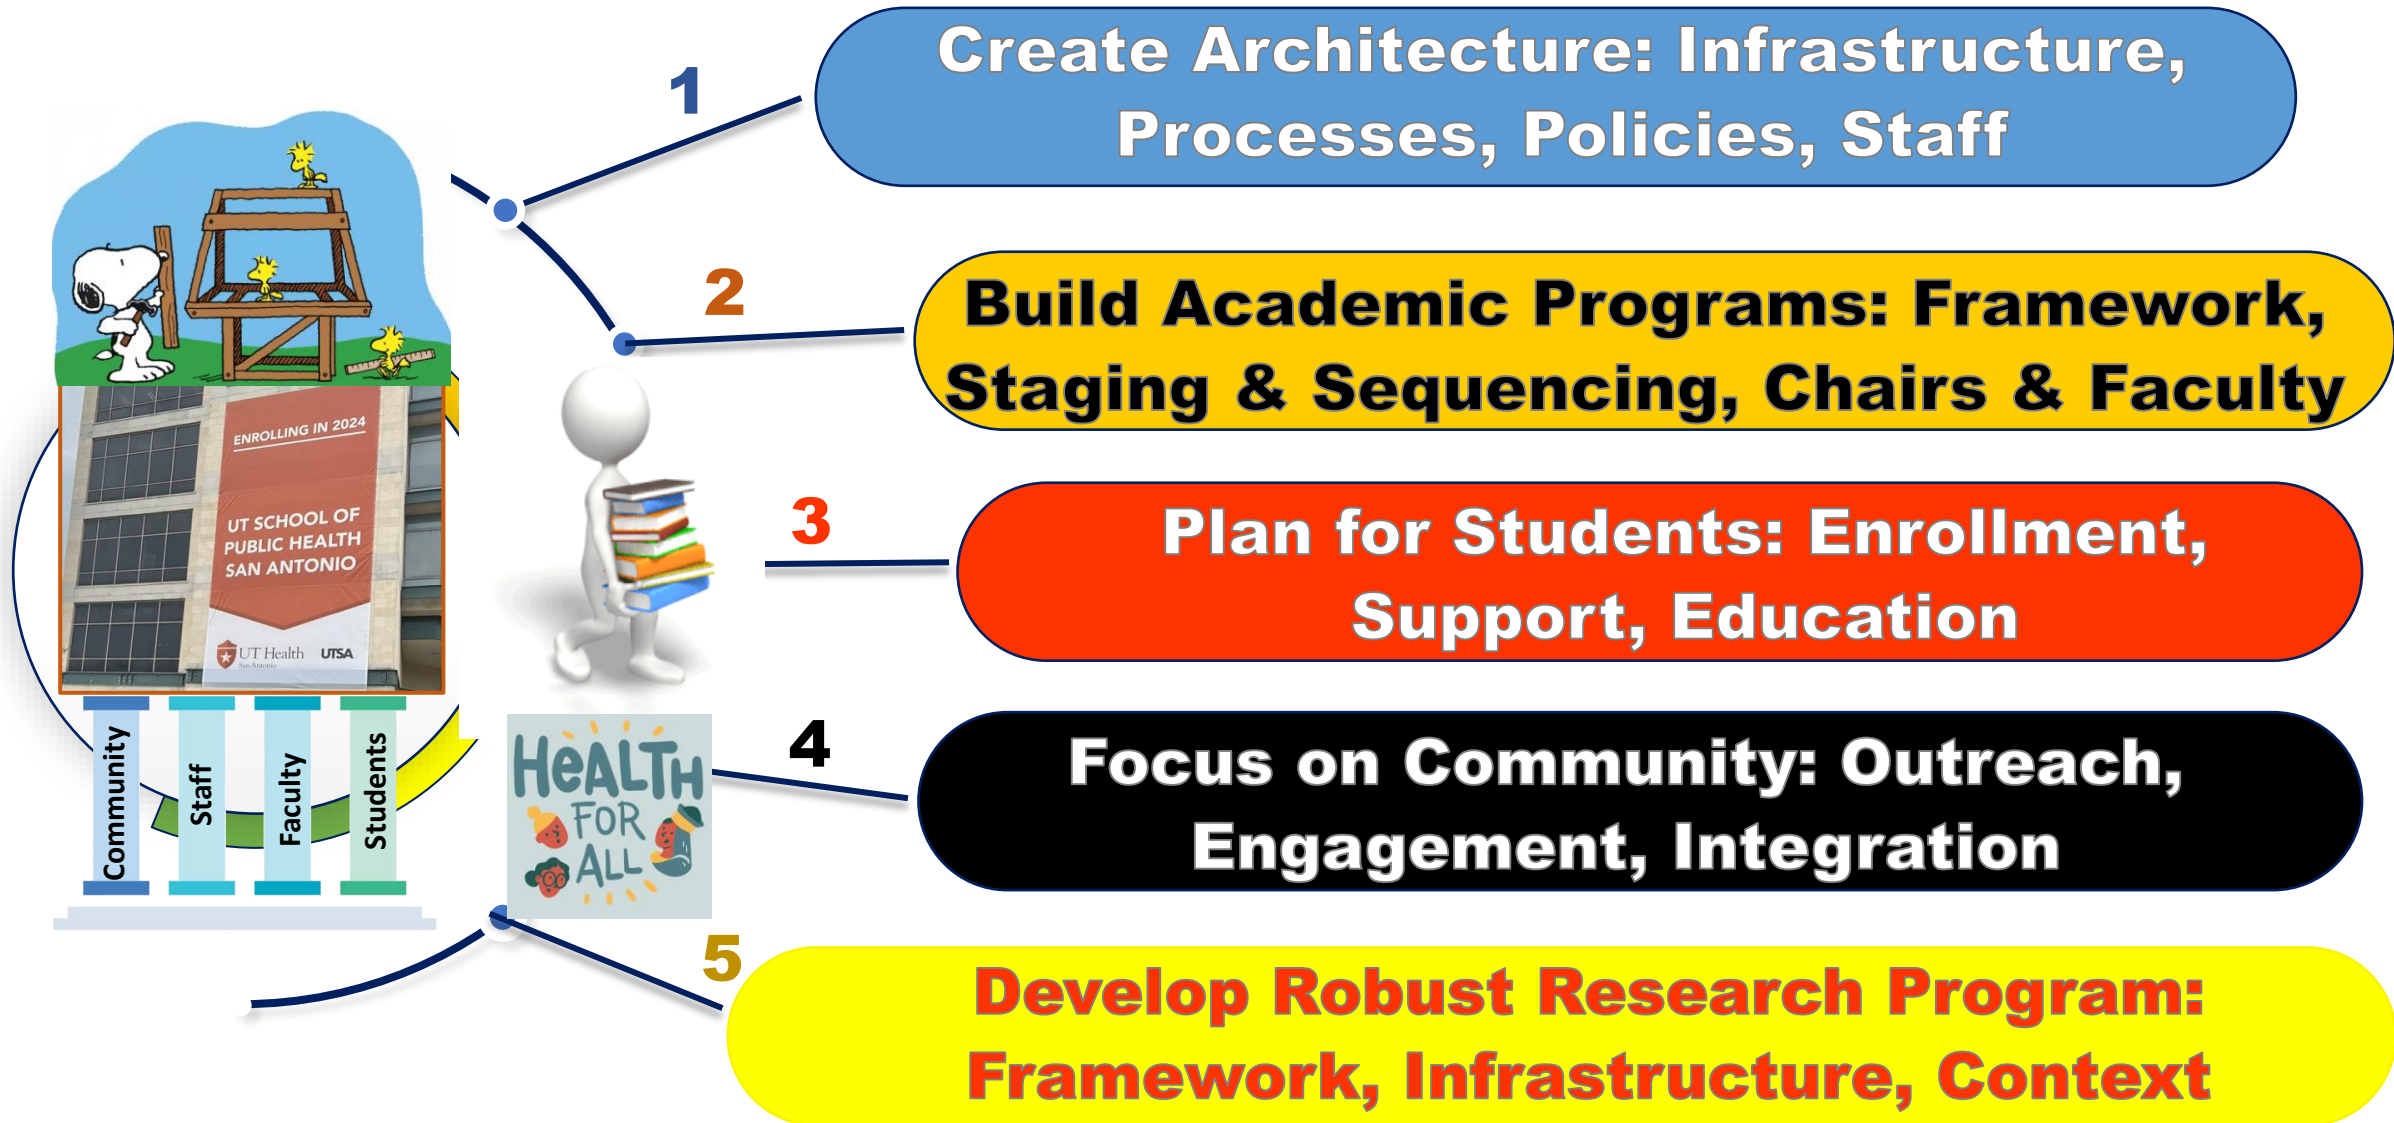 1
Create Architecture: Infrastructure,
Processes, Policies, Staff
2
Build Academic Programs: Framework,
Staging & Sequencing, Chairs & Faculty
3
Plan for Students: Enrollment,
Support, Education
4
Focus on Community: Outreach,
Engagement, Integration
5
Develop Robust Research Program:
Framework, Infrastructure, Context
ENROLLING IN 2024
UT SCHOOL OF
PUBLIC HEALTH
SAN ANTONIO
UT Health
San Antonio
UTSA
Community
Staff
Faculty
Students
HeALTH
FOR
ALL